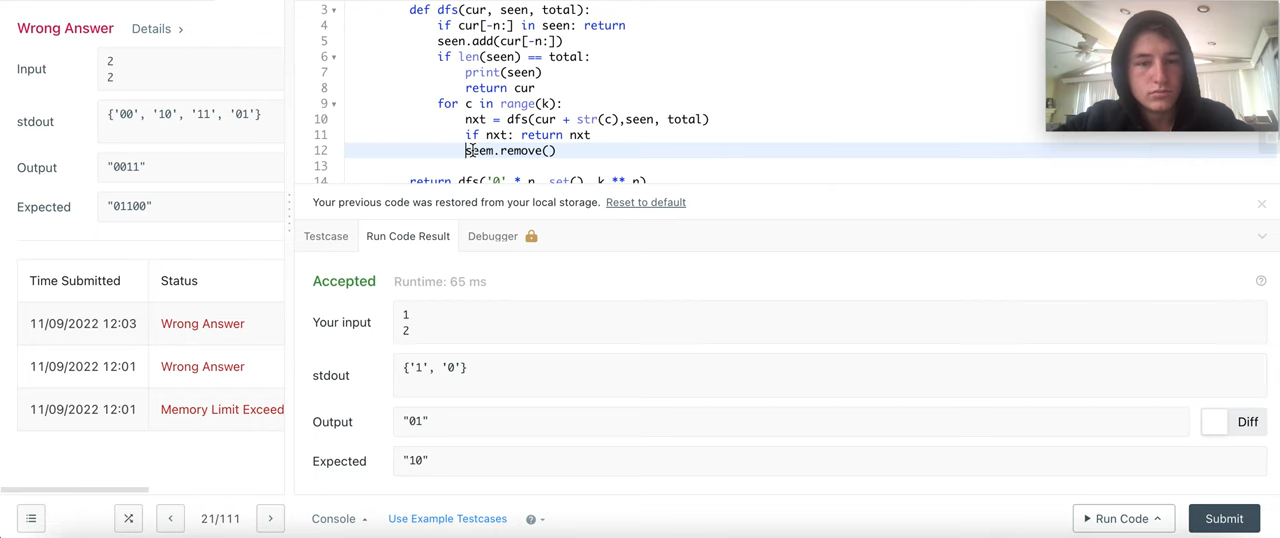 Wrong Answer Details >
Input
2
2
stdout
{'00', '10', '11', '01'}
Output
"0011"
Expected
"01100"
Time Submitted Status
11/09/2022 12:03 Wrong Answer
11/09/2022 12:01 Wrong Answer
11/09/2022 12:01 Memory Limit Exceed
21/111
3 def dfs(cur, seen, total):
4 if cur[-n:] in seen: return
5 seen.add(cur[-n:])
6 if len(seen) == total:
7 print(seen)
8 return cur
9 for c in range(k):
10 nxt = dfs(cur + str(c),seen, total)
11 if nxt: return nxt
12 seem.remove()
13
14 return dfs('0' * n, set(), k ** n)
Your previous code was restored from your local storage. Reset to default
Testcase Run Code Result Debugger
Accepted Runtime: 65 ms
Your input
1
2
stdout
{'1', '0'}
Output
"01"
Diff
Expected
"10"
Console Use Example Testcases
Run Code
Submit